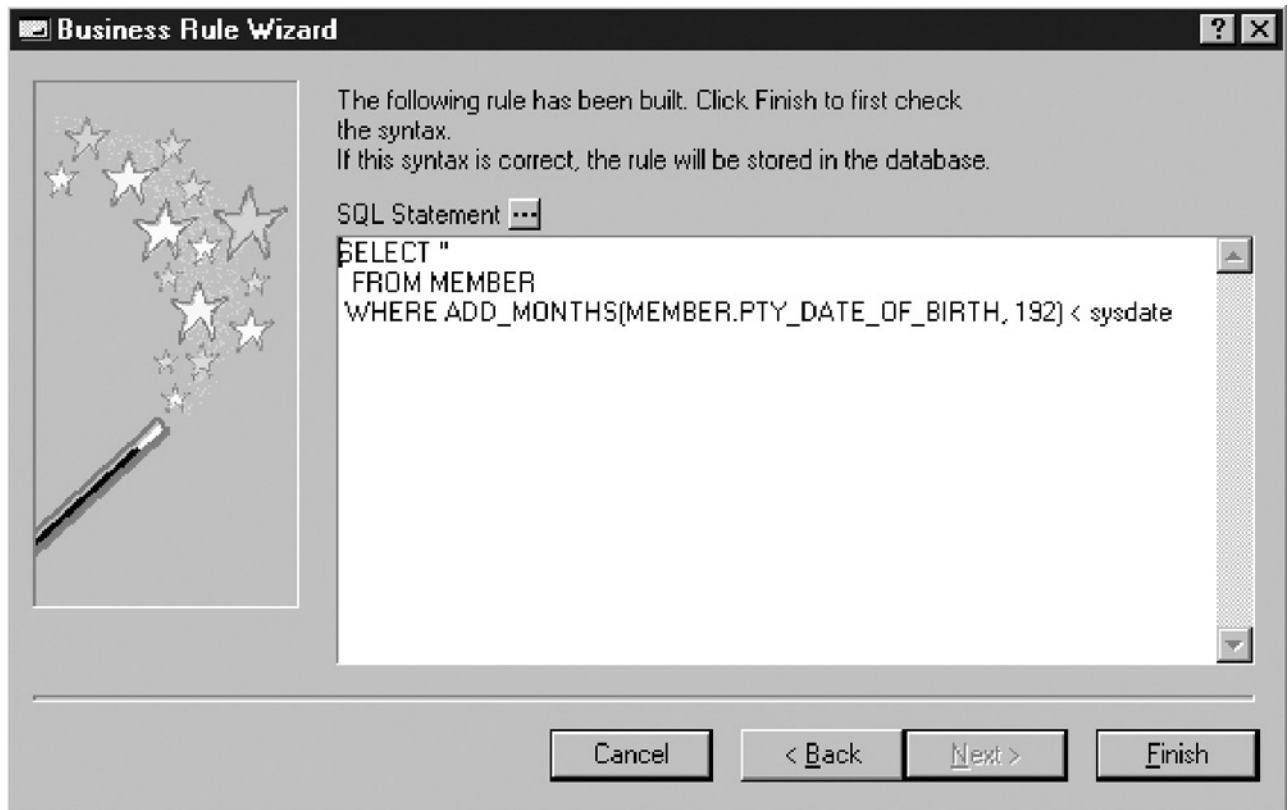 Business Rule Wizard
The following rule has been built. Click Finish to first check
the syntax.
If this syntax is correct, the rule will be stored in the database.
SQL Statement ...
SELECT "
FROM MEMBER
WHERE ADD_MONTHS(MEMBER.PTY_DATE_OF_BIRTH, 192) < sysdate
Cancel < Back Next > Finish